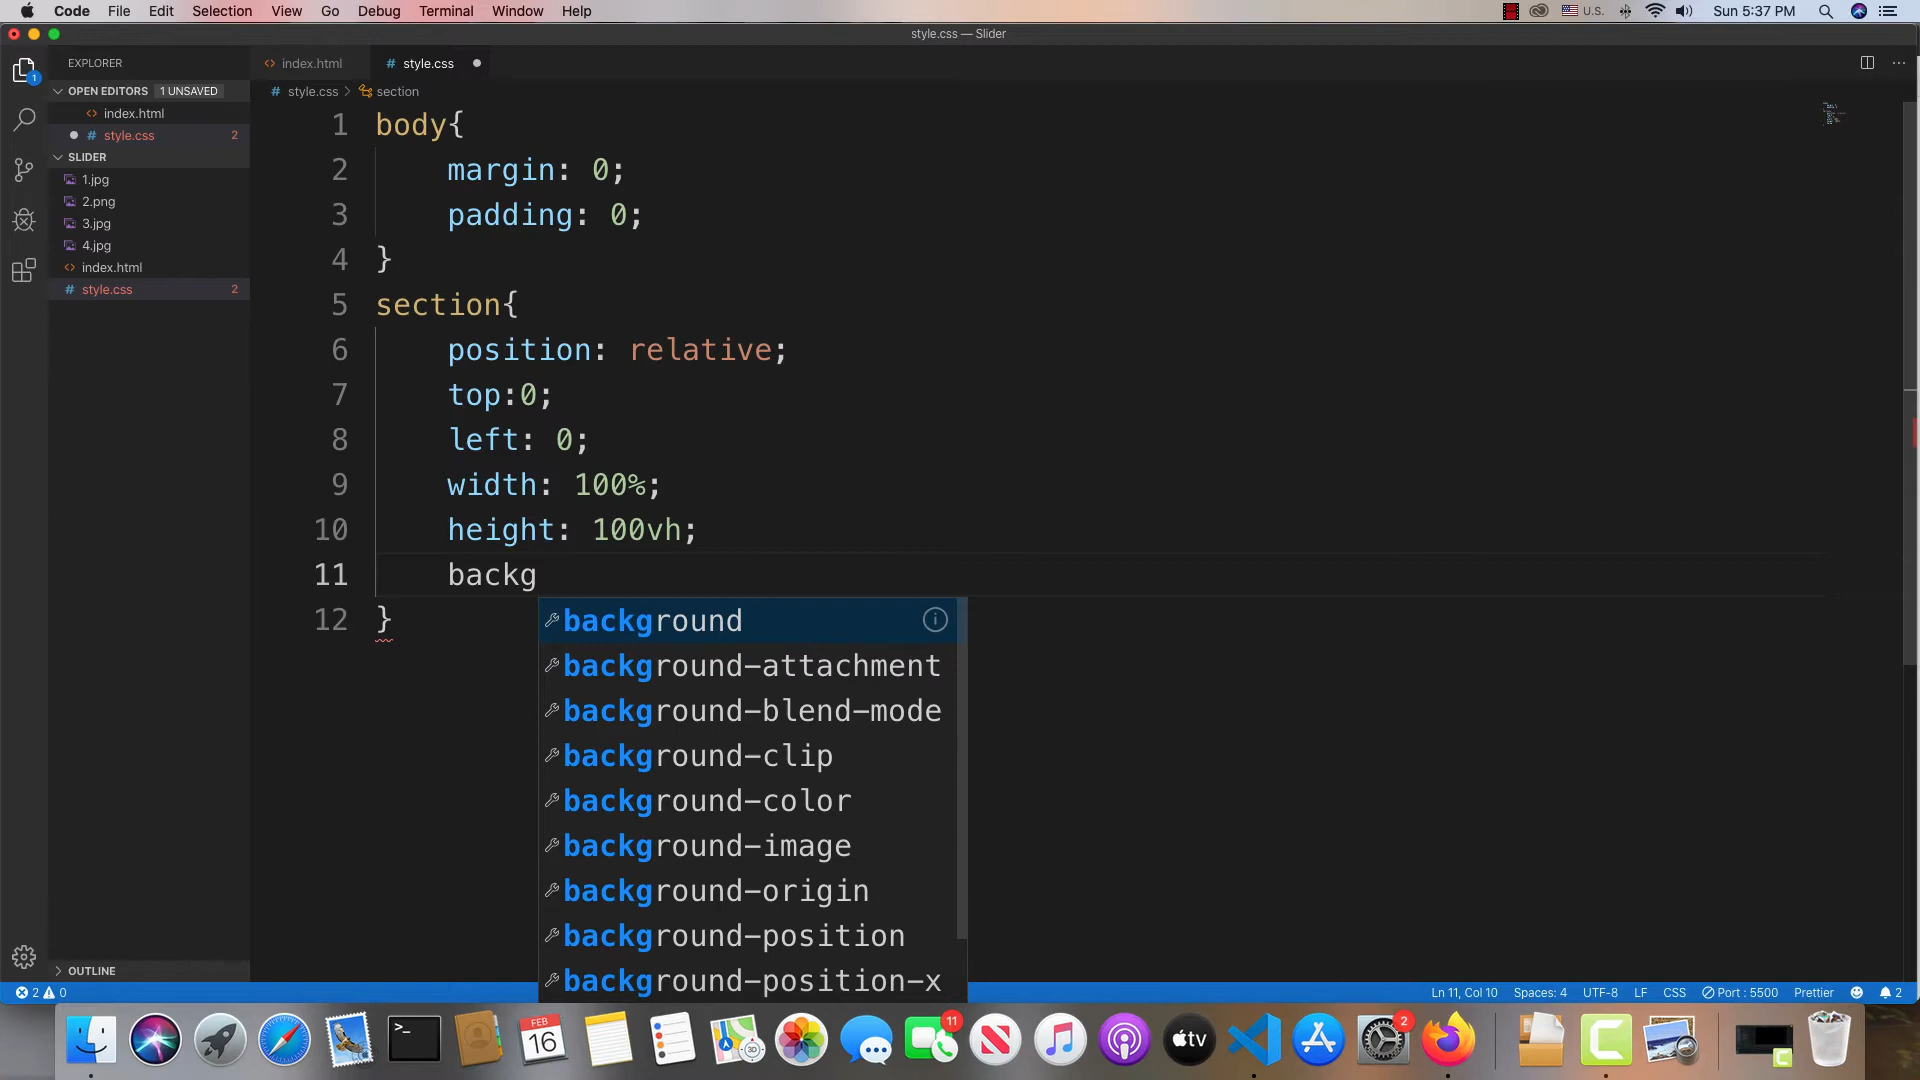 Code File Edit Selection View Go Debug Terminal Window Help U.S. Sun 5:37 PM
style.css — Slider
EXPLORER
index.html
style.css
OPEN EDITORS 1 UNSAVED
style.css > section
index.html
style.css 2
SLIDER
1.jpg
2.png
3.jpg
4.jpg
index.html
style.css 2
1 body{
2 margin: 0;
3 padding: 0;
4 }
5 section{
6 position: relative;
7 top:0;
8 left: 0;
9 width: 100%;
10 height: 100vh;
11 backg
12 }
background
background-attachment
background-blend-mode
background-clip
background-color
background-image
background-origin
background-position
background-position-x
OUTLINE
2 0 Ln 11, Col 10 Spaces: 4 UTF-8 LF CSS Port : 5500 Prettier 2
1
FEB
16
3D
11
tv
2